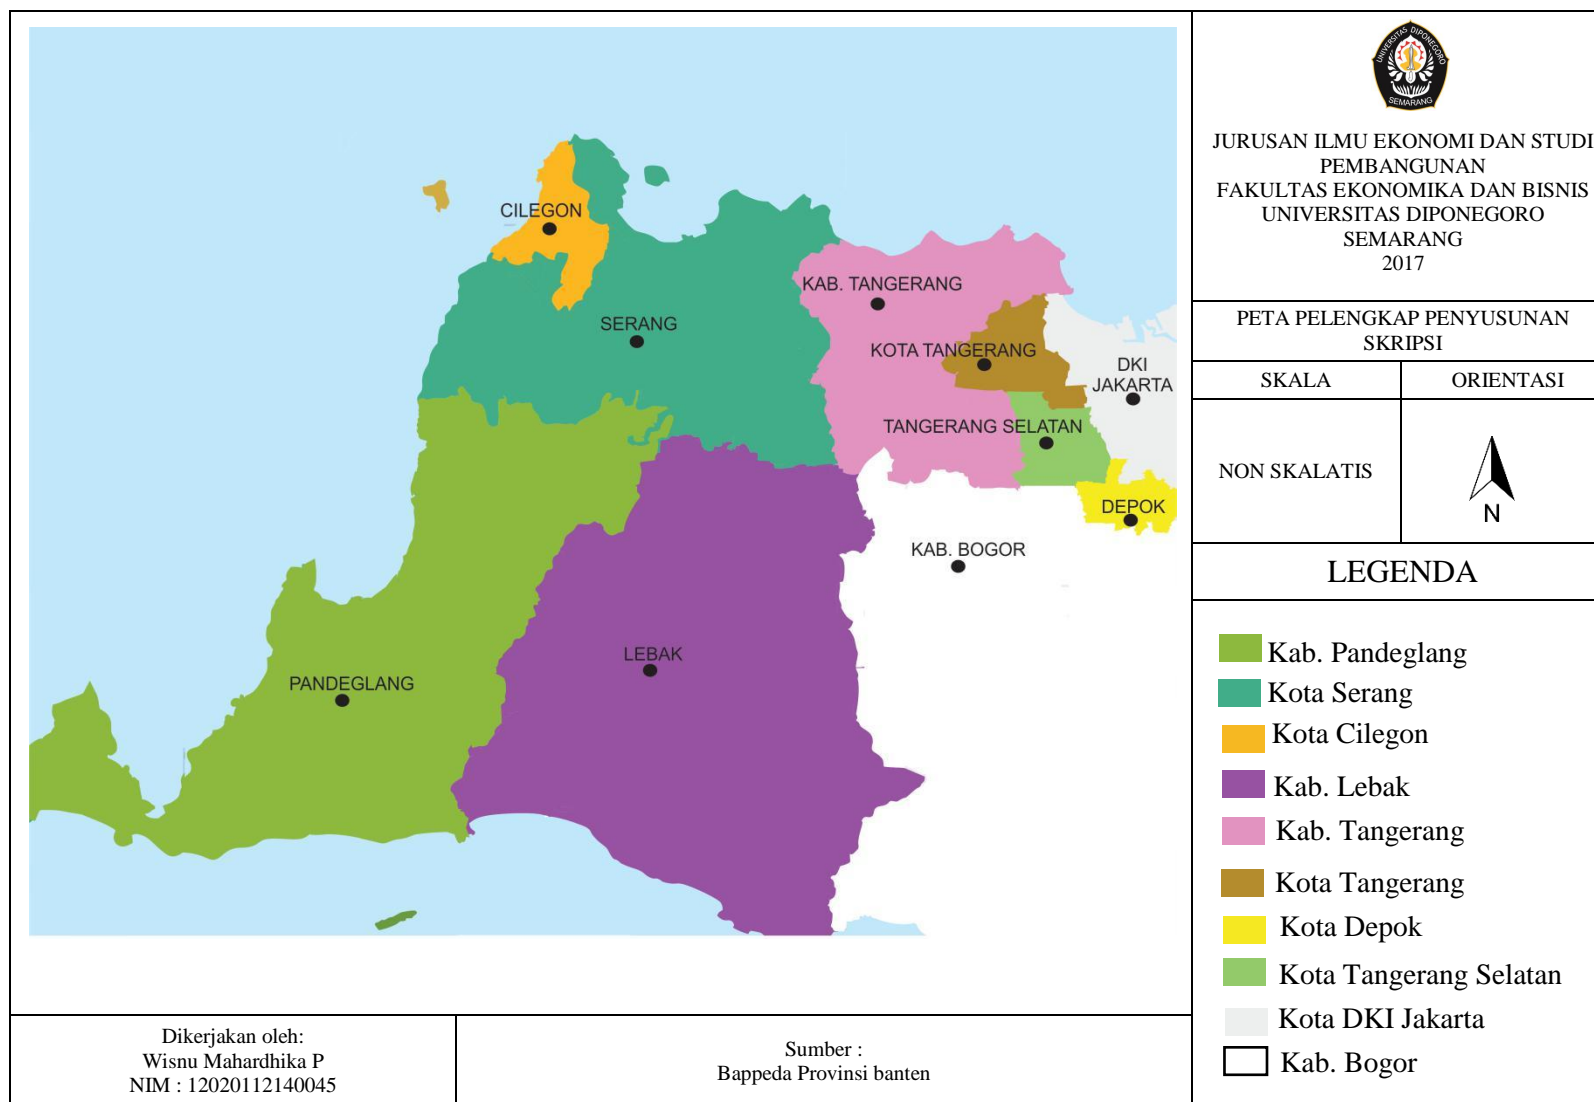 CILEGON
SERANG
KAB. TANGERANG
KOTA TANGERANG
DKI
JAKARTA
TANGERANG SELATAN
DEPOK
KAB. BOGOR
LEBAK
PANDEGLANG
UNIVERSITAS DIPONEGORO
SEMARANG
JURUSAN ILMU EKONOMI DAN STUDI
PEMBANGUNAN
FAKULTAS EKONOMIKA DAN BISNIS
UNIVERSITAS DIPONEGORO
SEMARANG
2017
PETA PELENGKAP PENYUSUNAN
SKRIPSI
SKALA
ORIENTASI
NON SKALATIS
N
LEGENDA
Kab. Pandeglang
Kota Serang
Kota Cilegon
Kab. Lebak
Kab. Tangerang
Kota Tangerang
Kota Depok
Kota Tangerang Selatan
Kota DKI Jakarta
Kab. Bogor
Dikerjakan oleh:
Wisnu Mahardhika P
NIM : 12020112140045
Sumber :
Bappeda Provinsi banten